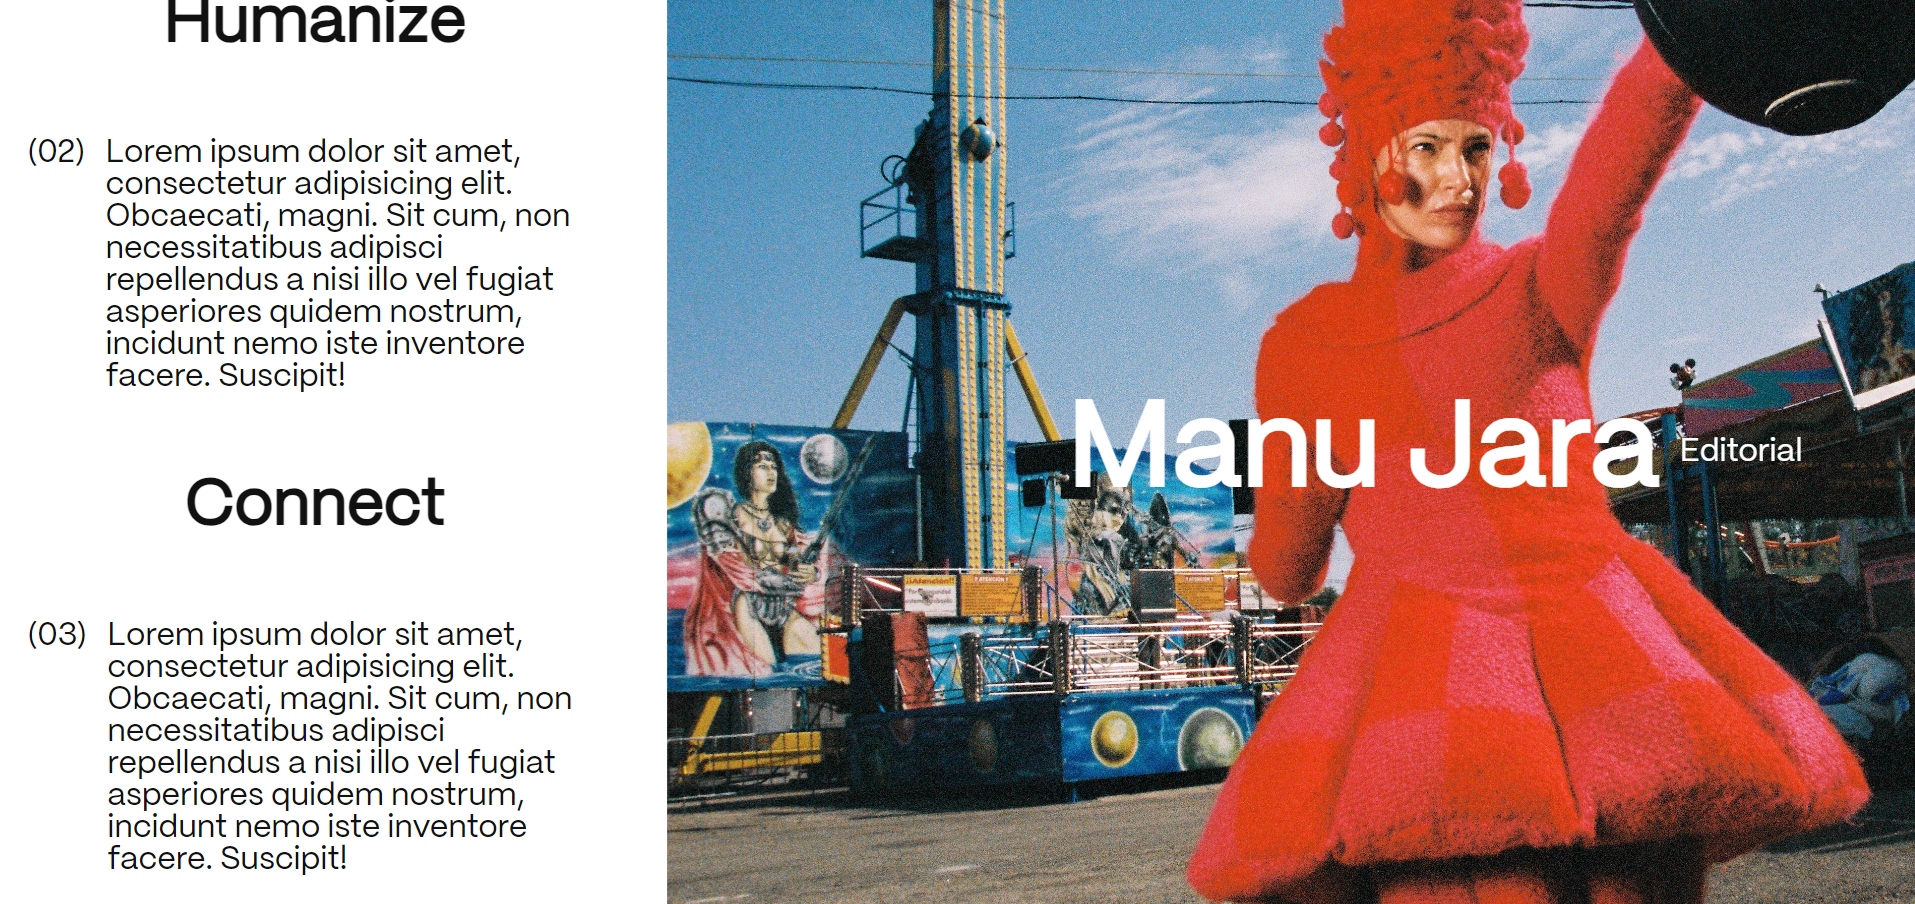 Humanize
(02) Lorem ipsum dolor sit amet,
consectetur adipisicing elit.
Obcaecati, magni. Sit cum, non
necessitatibus adipisci
repellendus a nisi illo vel fugiat
asperiores quidem nostrum,
incidunt nemo iste inventore
facere. Suscipit!
Connect
(03) Lorem ipsum dolor sit amet,
consectetur adipisicing elit.
Obcaecati, magni. Sit cum, non
necessitatibus adipisci
repellendus a nisi illo vel fugiat
asperiores quidem nostrum,
incidunt nemo iste inventore
facere. Suscipit!
Manu Jara Editorial
¡¡Atención!!
ATENCIÓN
ATENCIÓN